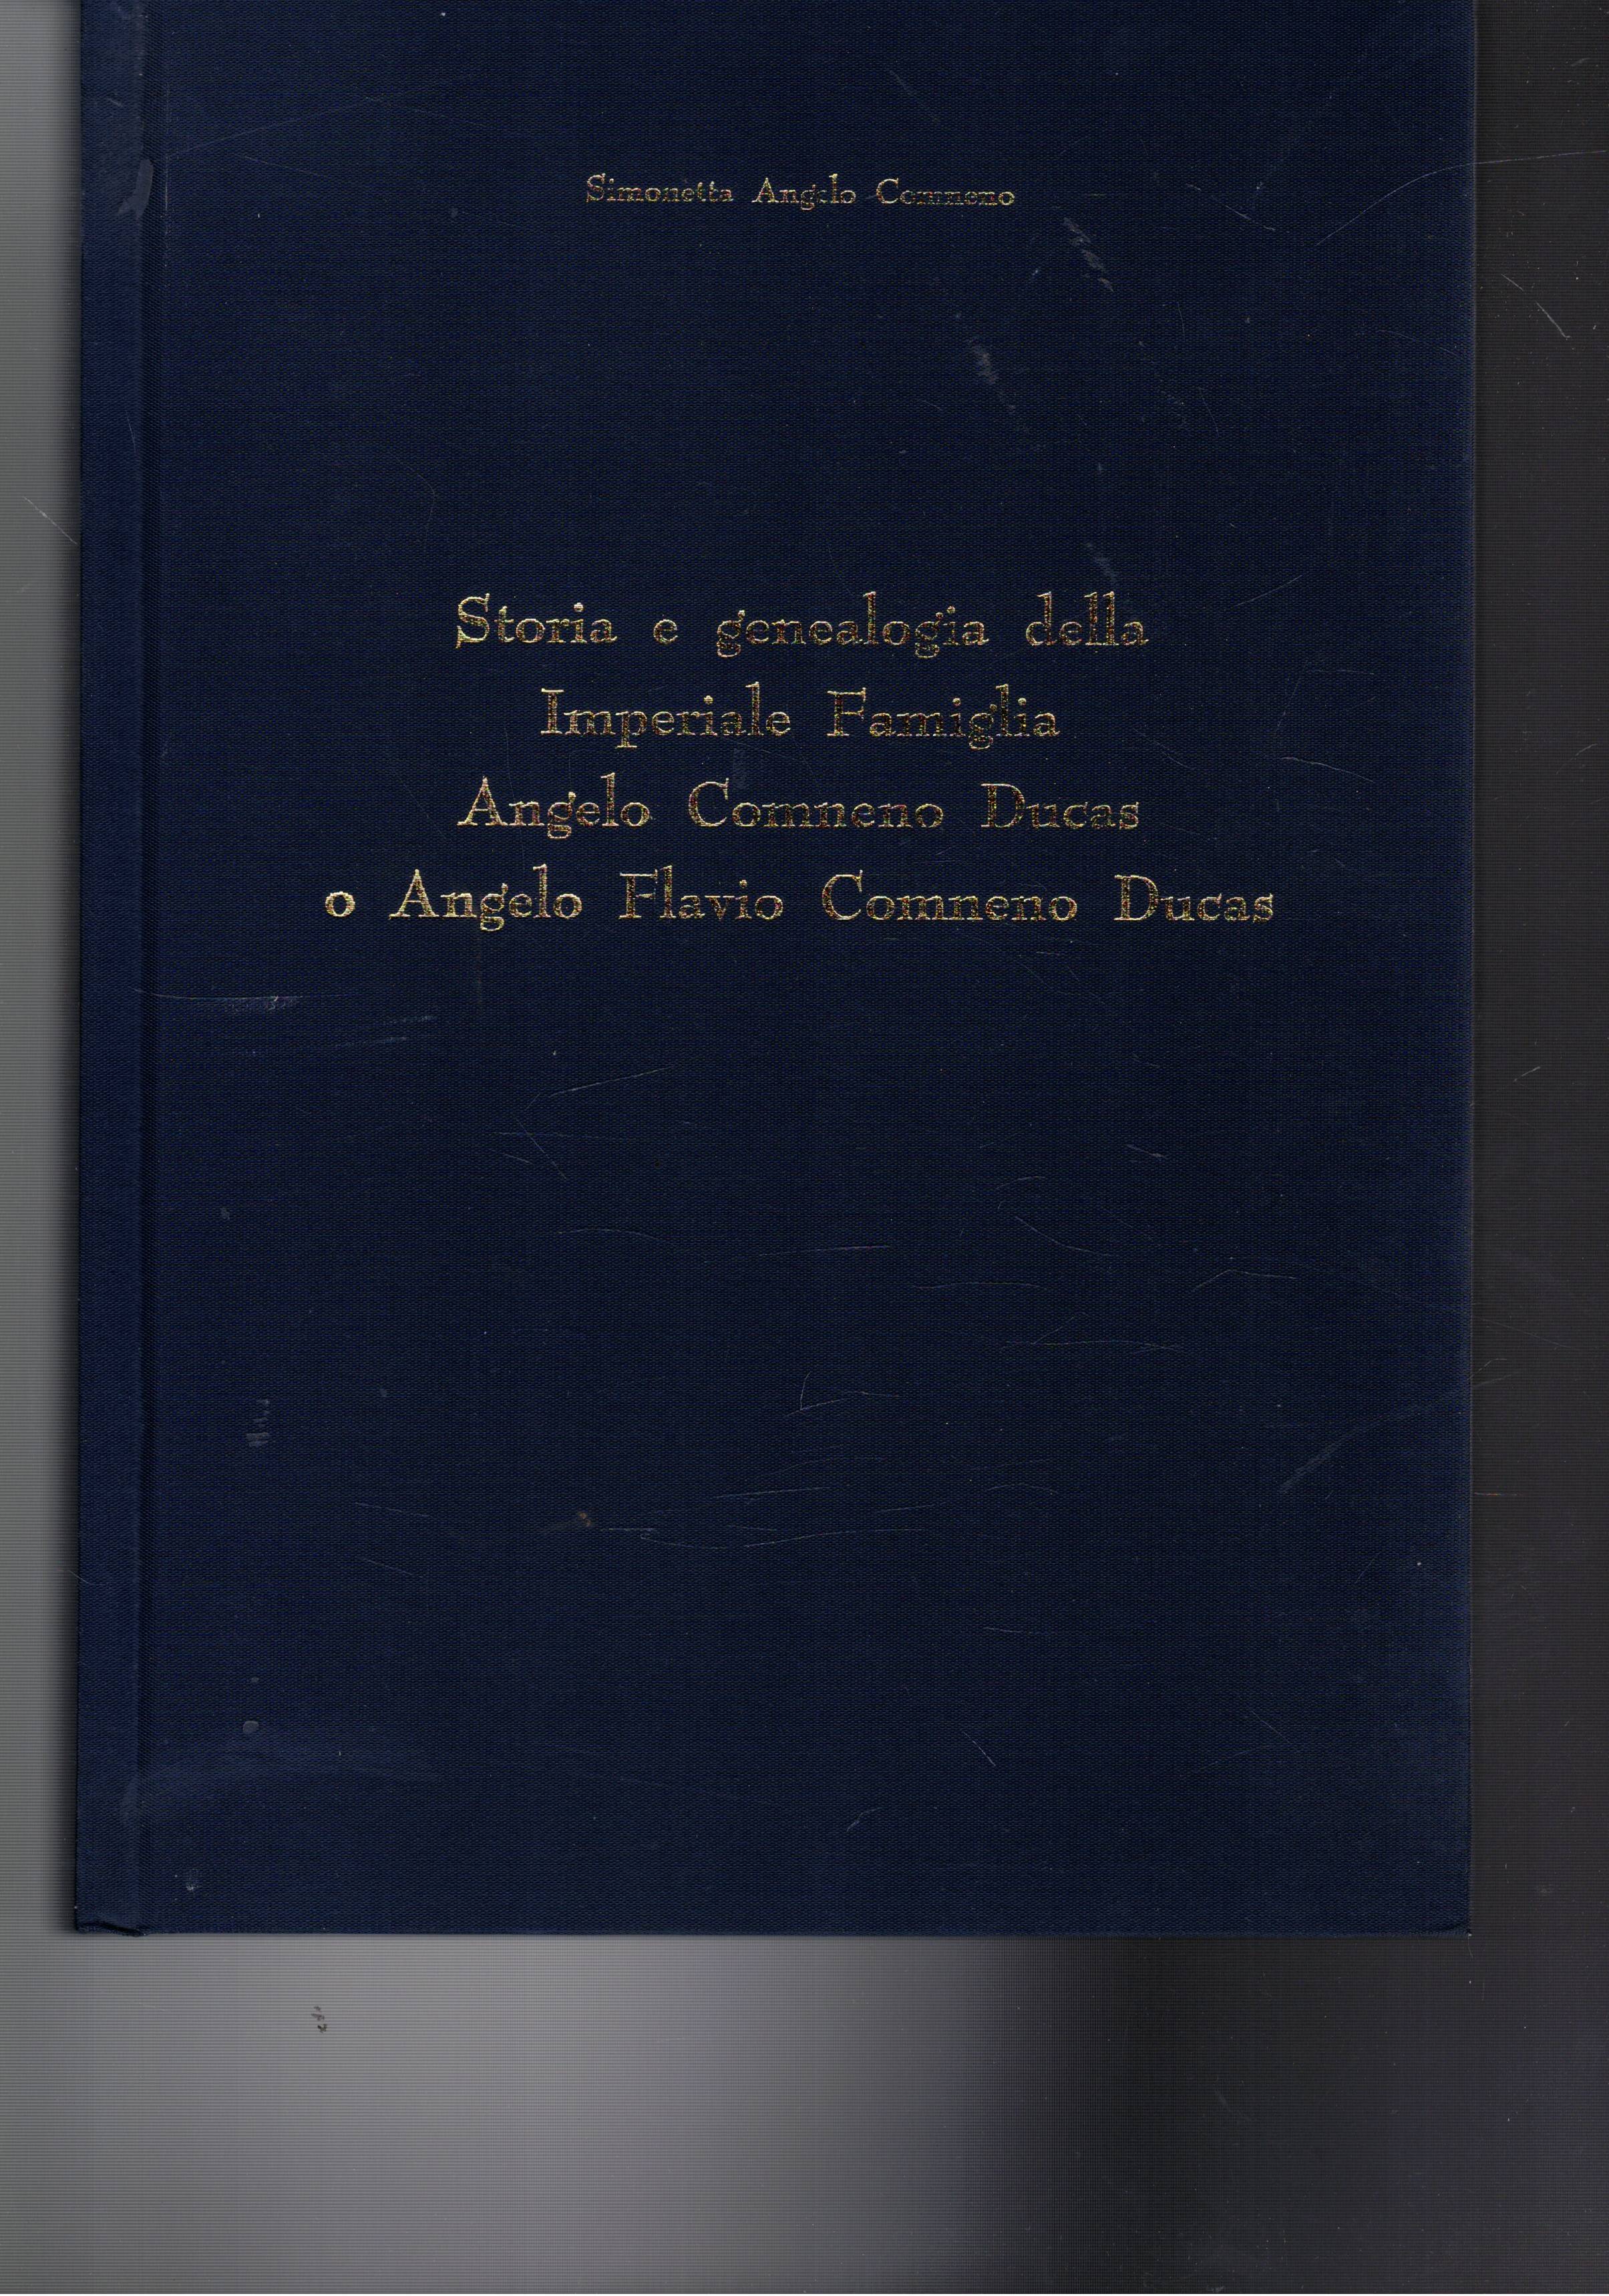 Simonetta Angelo Comneno
Storia e genealogia della
Imperiale Famiglia
Angelo Comneno Ducas
o Angelo Flavio Comneno Ducas